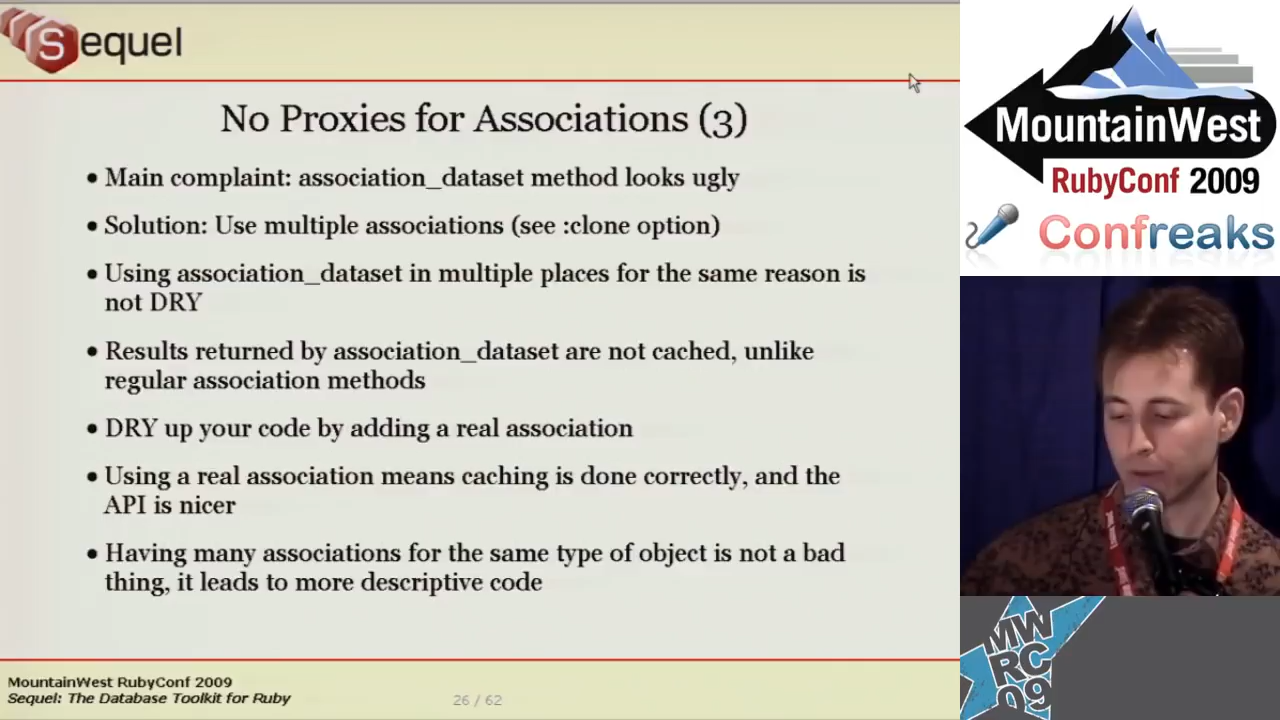 Sequel
No Proxies for Associations (3)
• Main complaint: association_dataset method looks ugly
• Solution: Use multiple associations (see :clone option)
• Using association_dataset in multiple places for the same reason is
not DRY
• Results returned by association_dataset are not cached, unlike
regular association methods
• DRY up your code by adding a real association
• Using a real association means caching is done correctly, and the
API is nicer
• Having many associations for the same type of object is not a bad
thing, it leads to more descriptive code
MountainWest RubyConf 2009
Sequel: The Database Toolkit for Ruby
26 / 62
MountainWest
RubyConf 2009
Confreaks
MW
RC
09